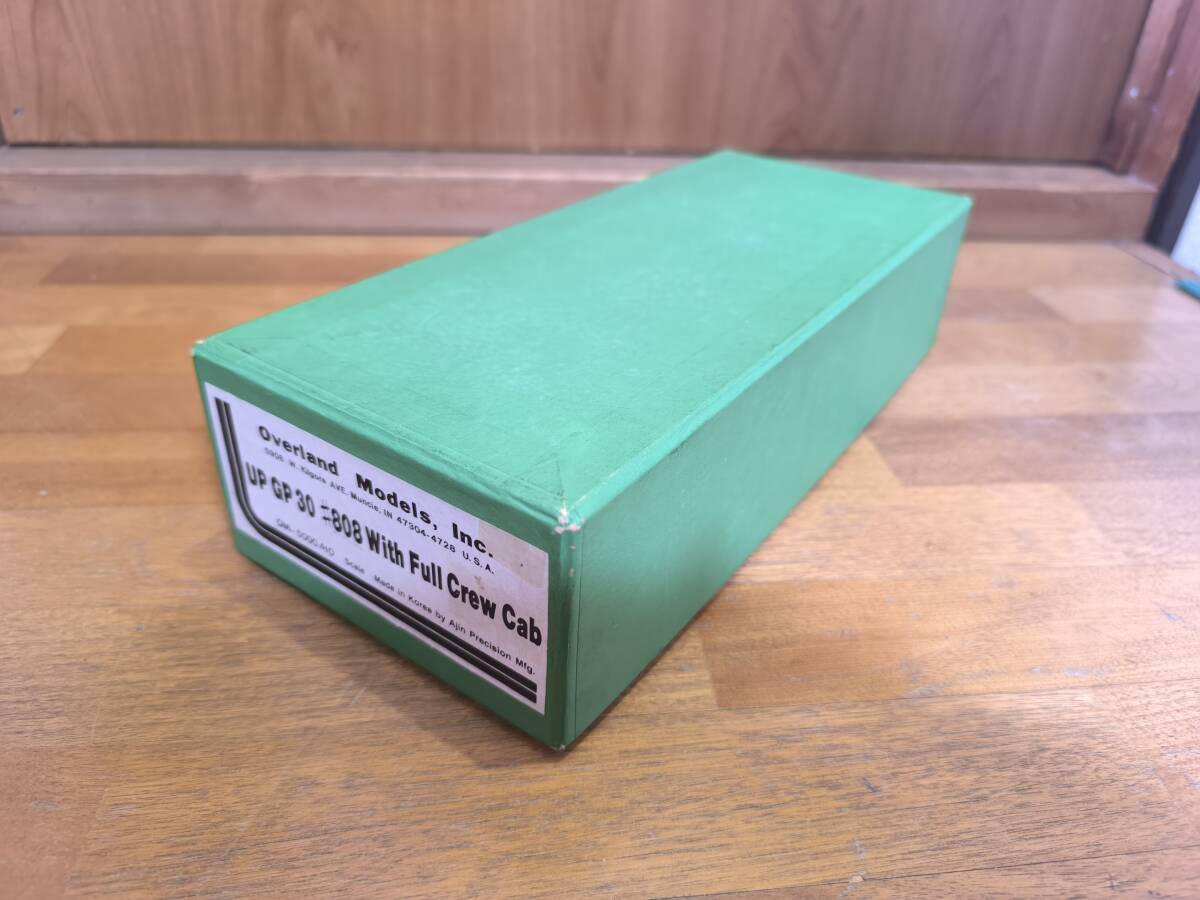 Overland Models, Inc.
5908 W. Kilgore AVE. Muncie, IN 47304-4728 U.S.A.
UP GP 30 #808 With Full Crew Cab
Scale Made in Korea by Ajin Precision Mfg.